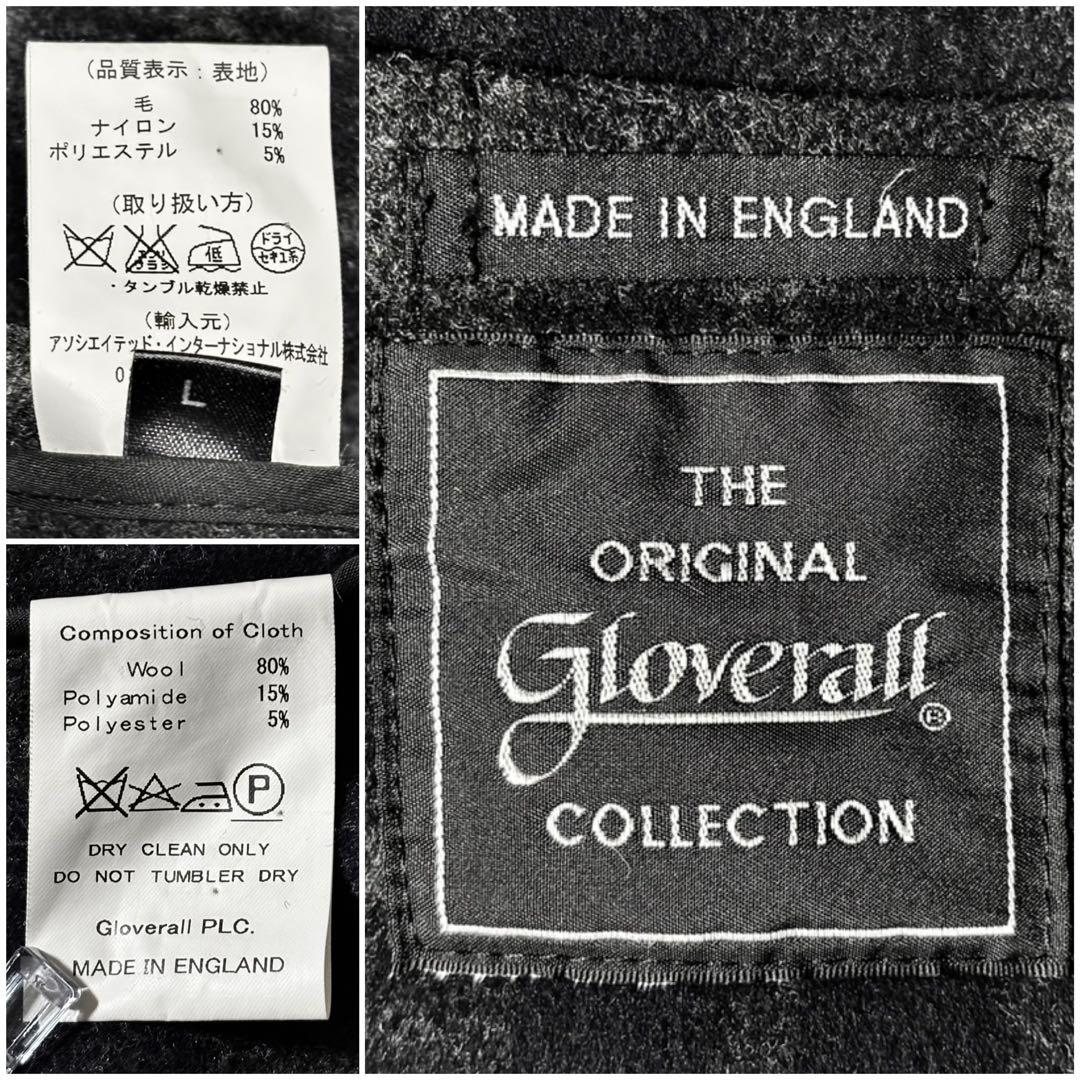 (品質表示:表地)
毛 80%
ナイロン 15%
ポリエステル 5%
(取り扱い方)
低
ドライ
セキユ系
・タンブル乾燥禁止
(輸入元)
アソシエイテッド・インターナショナル株式会社
0
L
Composition of Cloth
Wool 80%
Polyamide 15%
Polyester 5%
P
DRY CLEAN ONLY
DO NOT TUMBLER DRY
Gloverall PLC.
MADE IN ENGLAND
MADE IN ENGLAND
THE
ORIGINAL
Gloverall®
COLLECTION